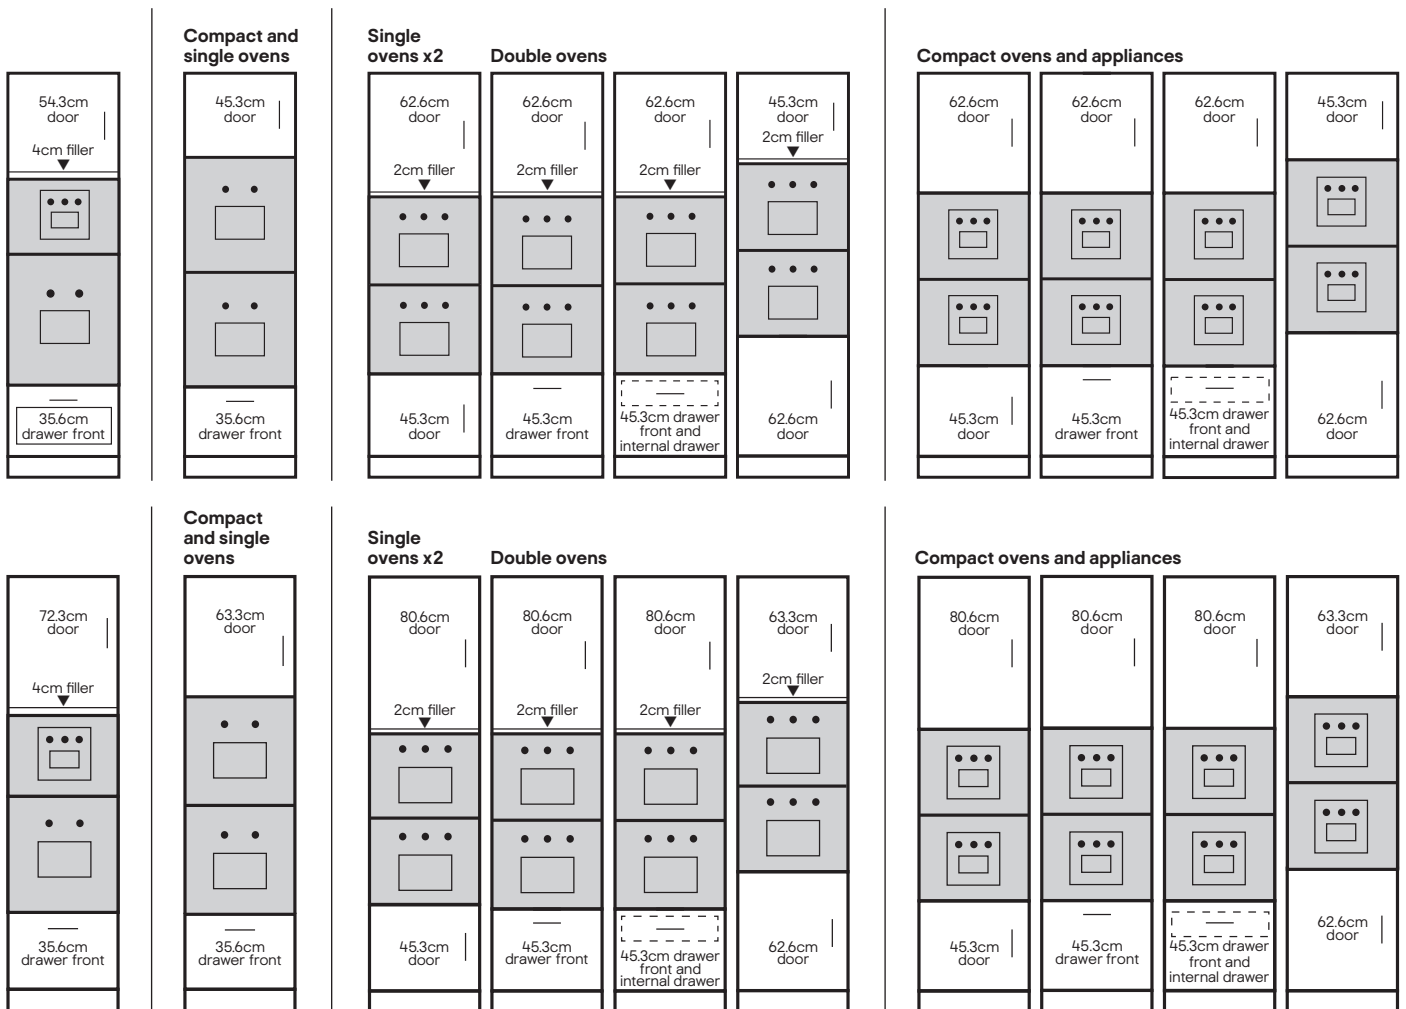 Compact and
single ovens
Single
ovens x2
Double ovens
Compact ovens and appliances
54.3cm
door
4cm filler
35.6cm
drawer front
45.3cm
door
35.6cm
drawer front
62.6cm
door
2cm filler
45.3cm
door
62.6cm
door
2cm filler
45.3cm
drawer front
62.6cm
door
2cm filler
45.3cm drawer
front and
internal drawer
45.3cm
door
2cm filler
62.6cm
door
62.6cm
door
45.3cm
door
62.6cm
door
45.3cm
drawer front
62.6cm
door
45.3cm drawer
front and
internal drawer
45.3cm
door
62.6cm
door
Compact
and single
ovens
Single
ovens x2
Double ovens
Compact ovens and appliances
72.3cm
door
4cm filler
35.6cm
drawer front
63.3cm
door
35.6cm
drawer front
80.6cm
door
2cm filler
45.3cm
door
80.6cm
door
2cm filler
45.3cm
drawer front
80.6cm
door
2cm filler
45.3cm drawer
front and
internal drawer
63.3cm
door
2cm filler
62.6cm
door
80.6cm
door
45.3cm
door
80.6cm
door
45.3cm
drawer front
80.6cm
door
45.3cm drawer
front and
internal drawer
63.3cm
door
62.6cm
door